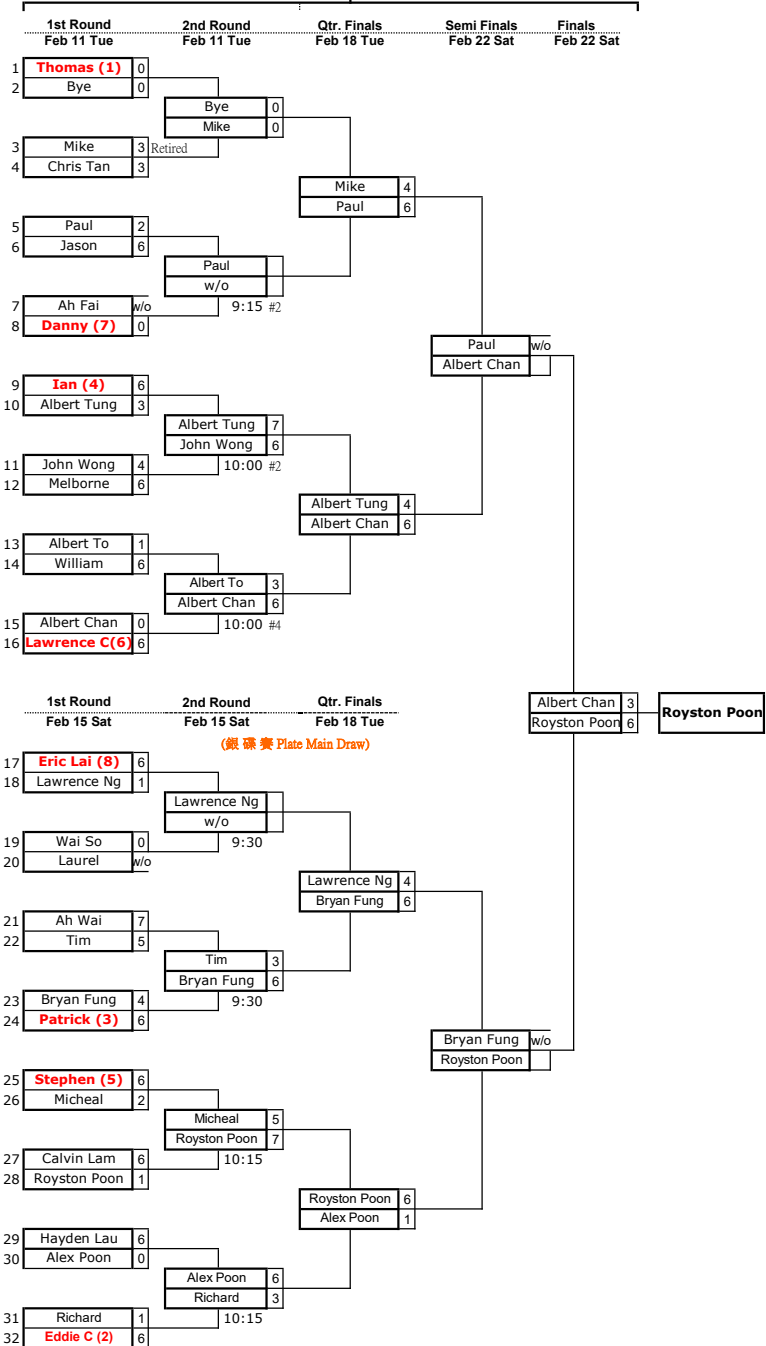 1st Round 2nd Round Qtr. Finals Semi Finals Finals
Feb 11 Tue Feb 11 Tue Feb 18 Tue Feb 22 Sat Feb 22 Sat
1 Thomas (1) 0
2 Bye 0
Bye 0
Mike 0
3 Mike 3 Retired
4 Chris Tan 3
Mike 4
Paul 6
5 Paul 2
6 Jason 6
Paul
w/o
7 Ah Fai w/o 9:15 #2
8 Danny (7) 0
Paul w/o
Albert Chan
9 Ian (4) 6
10 Albert Tung 3
Albert Tung 7
John Wong 6
11 John Wong 4 10:00 #2
12 Melborne 6
Albert Tung 4
Albert Chan 6
13 Albert To 1
14 William 6
Albert To 3
Albert Chan 6
15 Albert Chan 0 10:00 #4
16 Lawrence C(6) 6
1st Round 2nd Round Qtr. Finals
Albert Chan 3
Royston Poon
Feb 15 Sat Feb 15 Sat Feb 18 Tue
Royston Poon 6
(銀 碟 賽 Plate Main Draw)
17 Eric Lai (8) 6
18 Lawrence Ng 1
Lawrence Ng
w/o
19 Wai So 0 9:30
20 Laurel w/o
Lawrence Ng 4
Bryan Fung 6
21 Ah Wai 7
22 Tim 5
Tim 3
Bryan Fung 6
23 Bryan Fung 4 9:30
24 Patrick (3) 6
Bryan Fung w/o
Royston Poon
25 Stephen (5) 6
26 Micheal 2
Micheal 5
Royston Poon 7
27 Calvin Lam 6 10:15
28 Royston Poon 1
Royston Poon 6
Alex Poon 1
29 Hayden Lau 6
30 Alex Poon 0
Alex Poon 6
Richard 3
31 Richard 1 10:15
32 Eddie C (2) 6